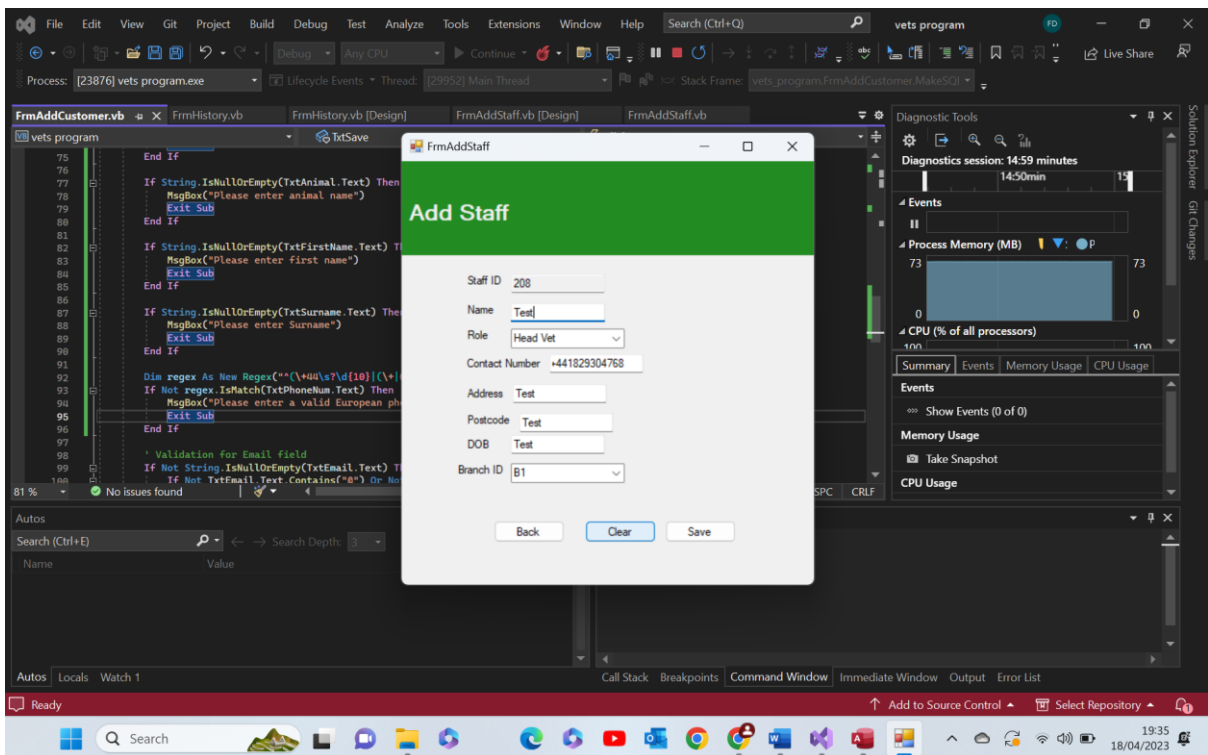 File Edit View Git Project Build Debug Test Analyze Tools Extensions Window Help Search (Ctrl+Q) vets program FD
Debug Any CPU Continue Live Share
Process: [23876] vets program.exe Lifecycle Events Thread: [29952] Main Thread Stack Frame: vets_program.FrmAddCustomer.MakeSQl
FrmAddCustomer.vb FrmHistory.vb FrmHistory.vb [Design] FrmAddStaff.vb [Design] FrmAddStaff.vb
vets program TxtSave
75 End If
76
77 If String.IsNullOrEmpty(TxtAnimal.Text) Then
78 MsgBox("Please enter animal name")
79 Exit Sub
80 End If
81
82 If String.IsNullOrEmpty(TxtFirstName.Text) T
83 MsgBox("Please enter first name")
84 Exit Sub
85 End If
86
87 If String.IsNullOrEmpty(TxtSurname.Text) The
88 MsgBox("Please enter Surname")
89 Exit Sub
90 End If
91
92 Dim regex As New Regex("^(\+44\s?\d{10}|(\+|
93 If Not regex.IsMatch(TxtPhoneNum.Text) Then
94 MsgBox("Please enter a valid European ph
95 Exit Sub
96 End If
97
98 ' Validation for Email field
99 If Not String.IsNullOrEmpty(TxtEmail.Text) T
100 If Not TxtEmail.Text.Contains("@") Or No
81 % No issues found SPC CRLF
FrmAddStaff
Add Staff
Staff ID 208
Name Test
Role Head Vet
Contact Number +441829304768
Address Test
Postcode Test
DOB Test
Branch ID B1
Back Clear Save
Diagnostic Tools
Diagnostics session: 14:59 minutes
14:50min 15
Events
Process Memory (MB) P
73 73
0 0
CPU (% of all processors)
100 100
Summary Events Memory Usage CPU Usage
Events
Show Events (0 of 0)
Memory Usage
Take Snapshot
CPU Usage
Solution Explorer
Git Changes
Autos
Search (Ctrl+E) Search Depth: 3
Name Value
Autos Locals Watch 1
Call Stack Breakpoints Command Window Immediate Window Output Error List
Ready Add to Source Control Select Repository
Search
19:35
18/04/2023